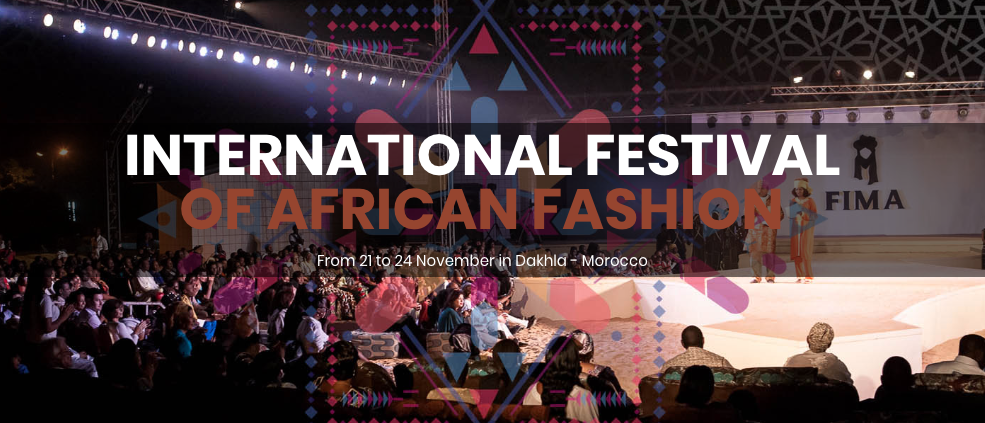 INTERNATIONAL FESTIVAL
OF AFRICAN FASHION
FIMA
From 21 to 24 November in Dakhla - Morocco